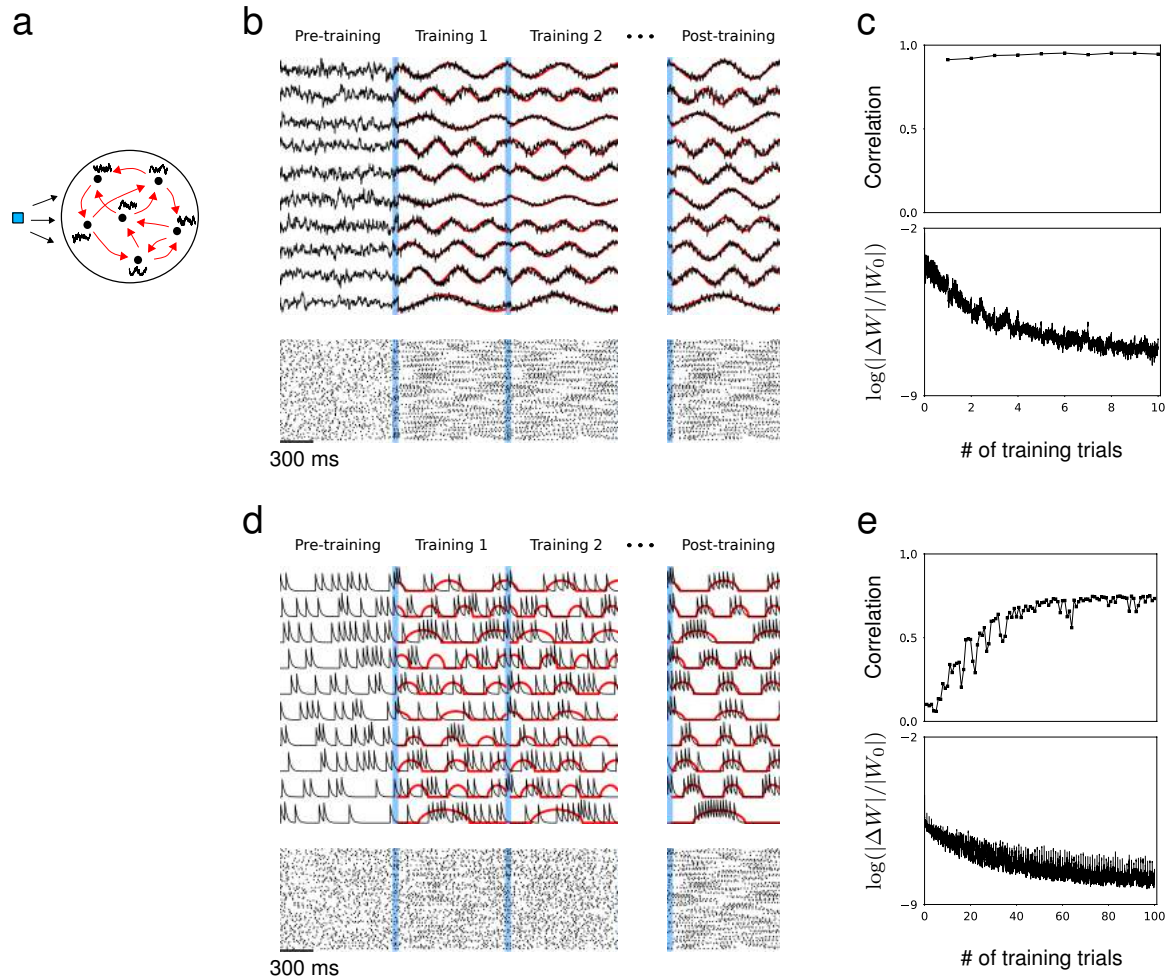 a
b
Pre-training Training 1 Training 2 ••• Post-training
300 ms
c
1.0
Correlation
0.5
0.0
-2
log(|ΔW|/|W₀|)
-9
0 2 4 6 8 10
# of training trials
d
Pre-training Training 1 Training 2 ••• Post-training
300 ms
e
1.0
Correlation
0.5
0.0
-2
log(|ΔW|/|W₀|)
-9
0 20 40 60 80 100
# of training trials